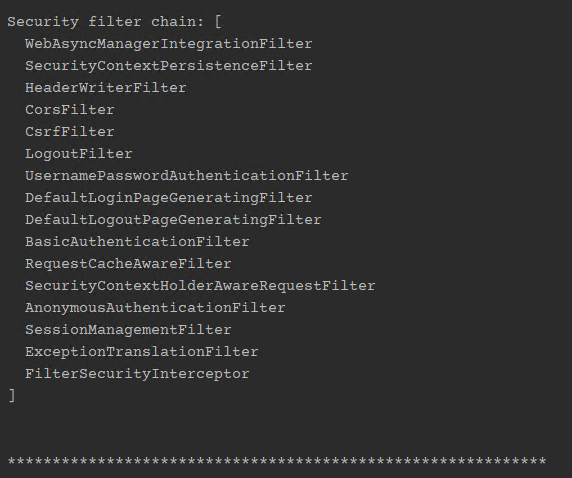 Security filter chain: [
WebAsyncManagerIntegrationFilter
SecurityContextPersistenceFilter
HeaderWriterFilter
CorsFilter
CsrfFilter
LogoutFilter
UsernamePasswordAuthenticationFilter
DefaultLoginPageGeneratingFilter
DefaultLogoutPageGeneratingFilter
BasicAuthenticationFilter
RequestCacheAwareFilter
SecurityContextHolderAwareRequestFilter
AnonymousAuthenticationFilter
SessionManagementFilter
ExceptionTranslationFilter
FilterSecurityInterceptor
]
************************************************************